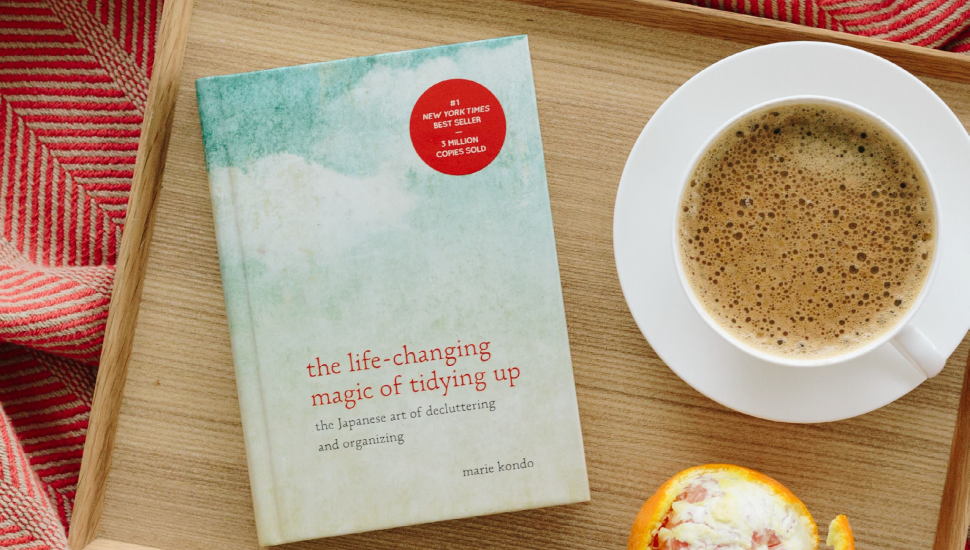 #1
NEW YORK TIMES
BEST SELLER
3 MILLION
COPIES SOLD
the life-changing
magic of tidying up
the Japanese art of decluttering
and organizing
marie kondo